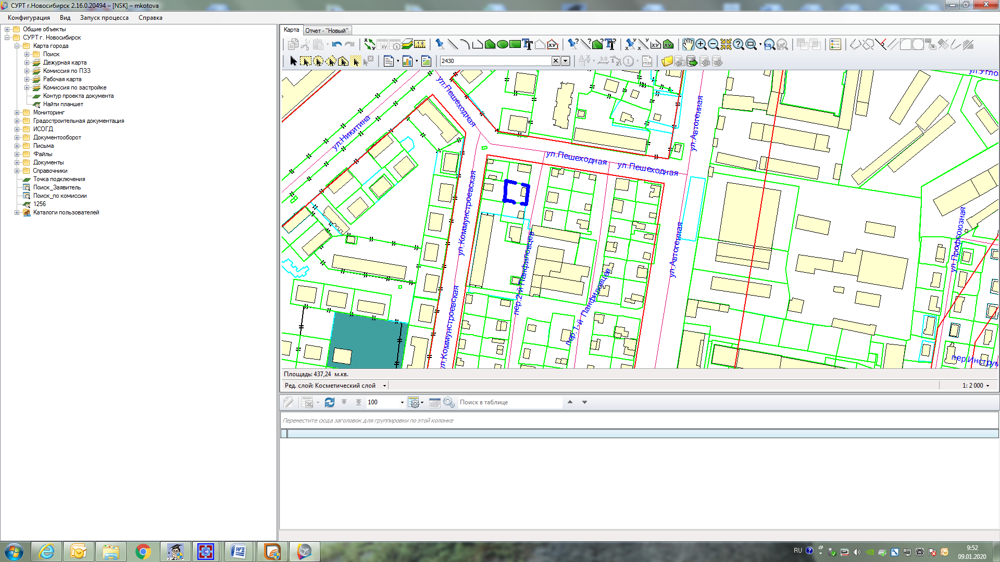 СУРТ г.Новосибирск 2.16.0.20494 – [NSK] – mkotova
Конфигурация Вид Запуск процесса Справка
Общие объекты
СУРТ г. Новосибирск
Карта города
Поиск
Дежурная карта
Комиссия по ПЗЗ
Рабочая карта
Комиссия по застройке
Контур проекта документа
Найти планшет
Мониторинг
Градостроительная документация
ИСОГД
Документооборот
Письма
Файлы
Документы
Справочники
Точка подключения
Поиск_Заявитель
Поиск_по комиссии
1256
Каталоги пользователей
Карта Отчет - "Новый"
2430
ул.Пешеходная
ул.Никитина
ул.Автогенная
ул.Пешеходная
ул.Пешеходная
ул.Коммунстроевская
ул.Автогенная
ул.Профсоюзная
пер.2-й Панфиловцев
пер.1-й Панфиловцев
ул.Коммунстроевская
Площадь: 437,24 м.кв.
Ред. слой: Косметический слой
1: 2 000
100
Поиск в таблице
Переместите сюда заголовок для группировки по этой колонке
RU
9:52
09.01.2020